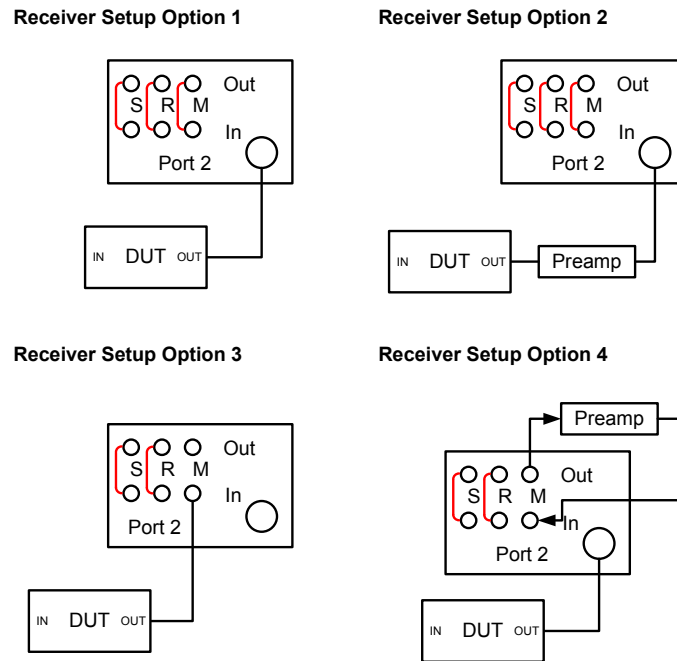 Receiver Setup Option 1
Out
S R M
In
Port 2
IN DUT OUT
Receiver Setup Option 2
Out
S R M
In
Port 2
IN DUT OUT Preamp
Receiver Setup Option 3
Out
S R M
In
Port 2
IN DUT OUT
Receiver Setup Option 4
Preamp
Out
S R M
In
Port 2
IN DUT OUT